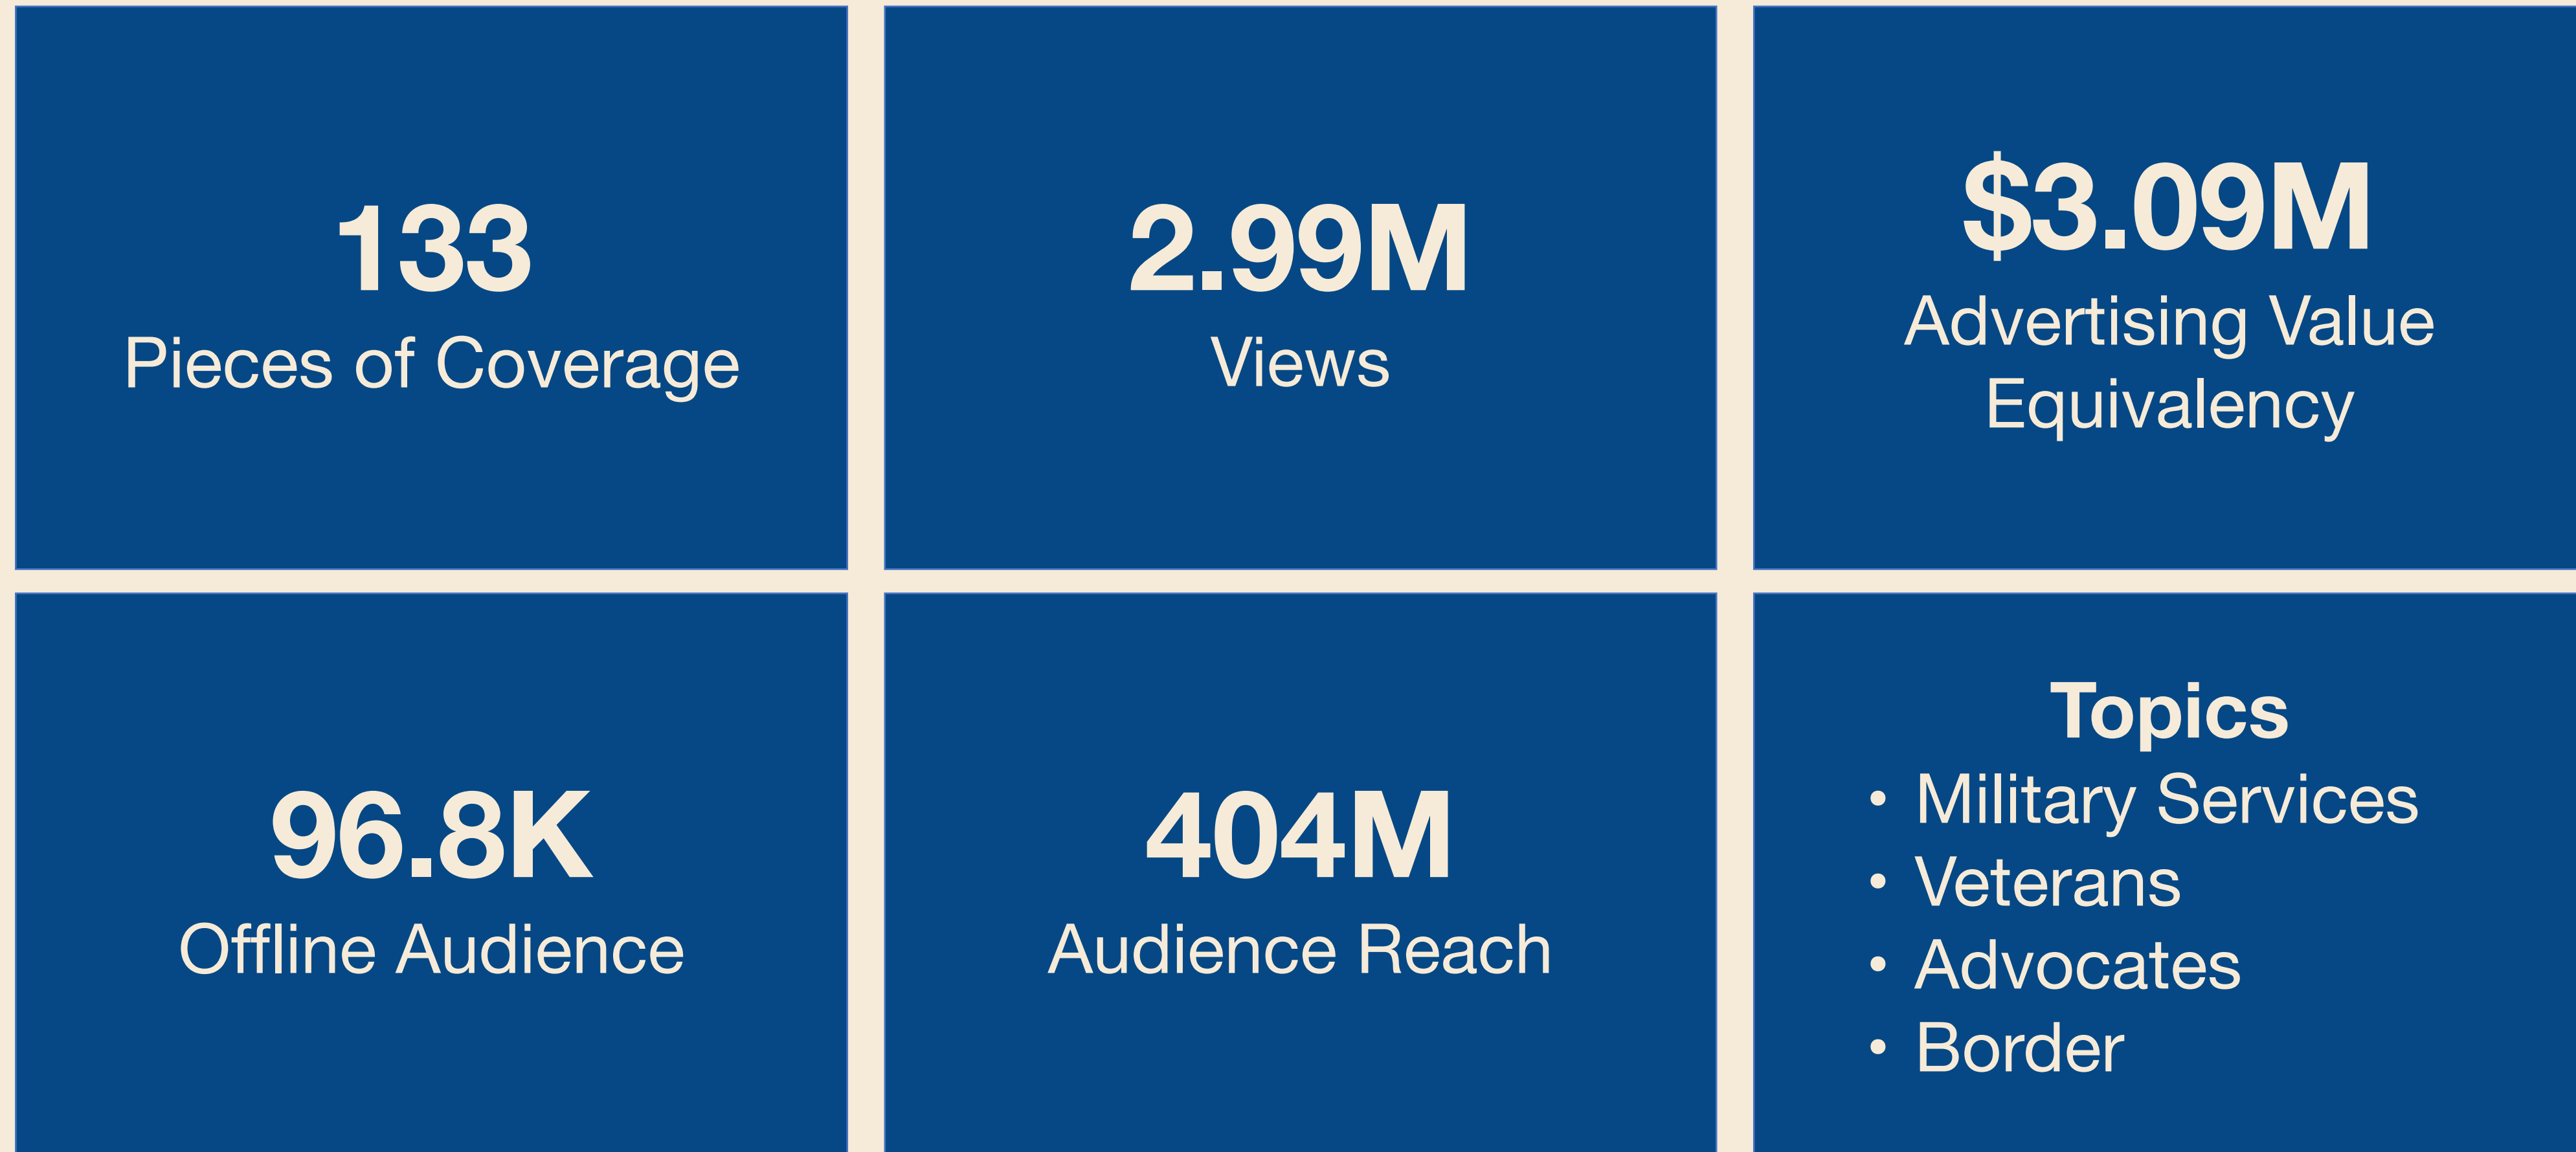 133
Pieces of Coverage
2.99M
Views
$3.09M
Advertising Value
Equivalency
96.8K
Offline Audience
404M
Audience Reach
Topics
• Military Services
• Veterans
• Advocates
• Border